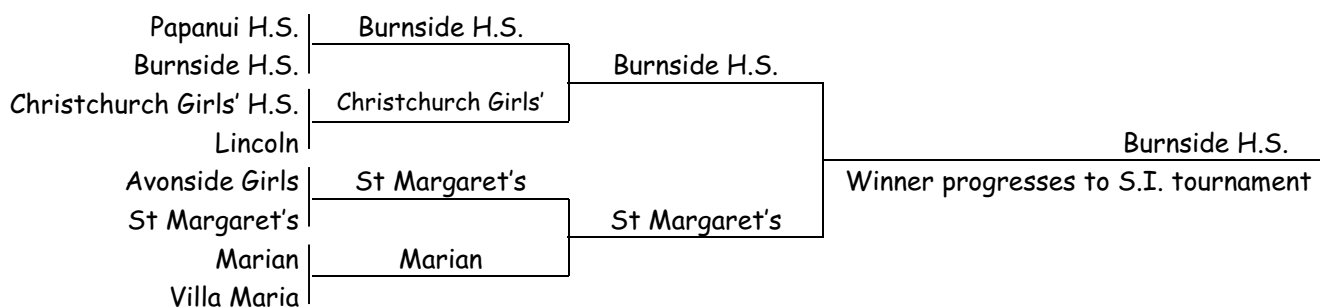 Papanui H.S. Burnside H.S.
Burnside H.S. Burnside H.S.
Christchurch Girls' H.S. Christchurch Girls'
Lincoln Burnside H.S.
Avonside Girls St Margaret's Winner progresses to S.I. tournament
St Margaret's St Margaret's
Marian Marian
Villa Maria